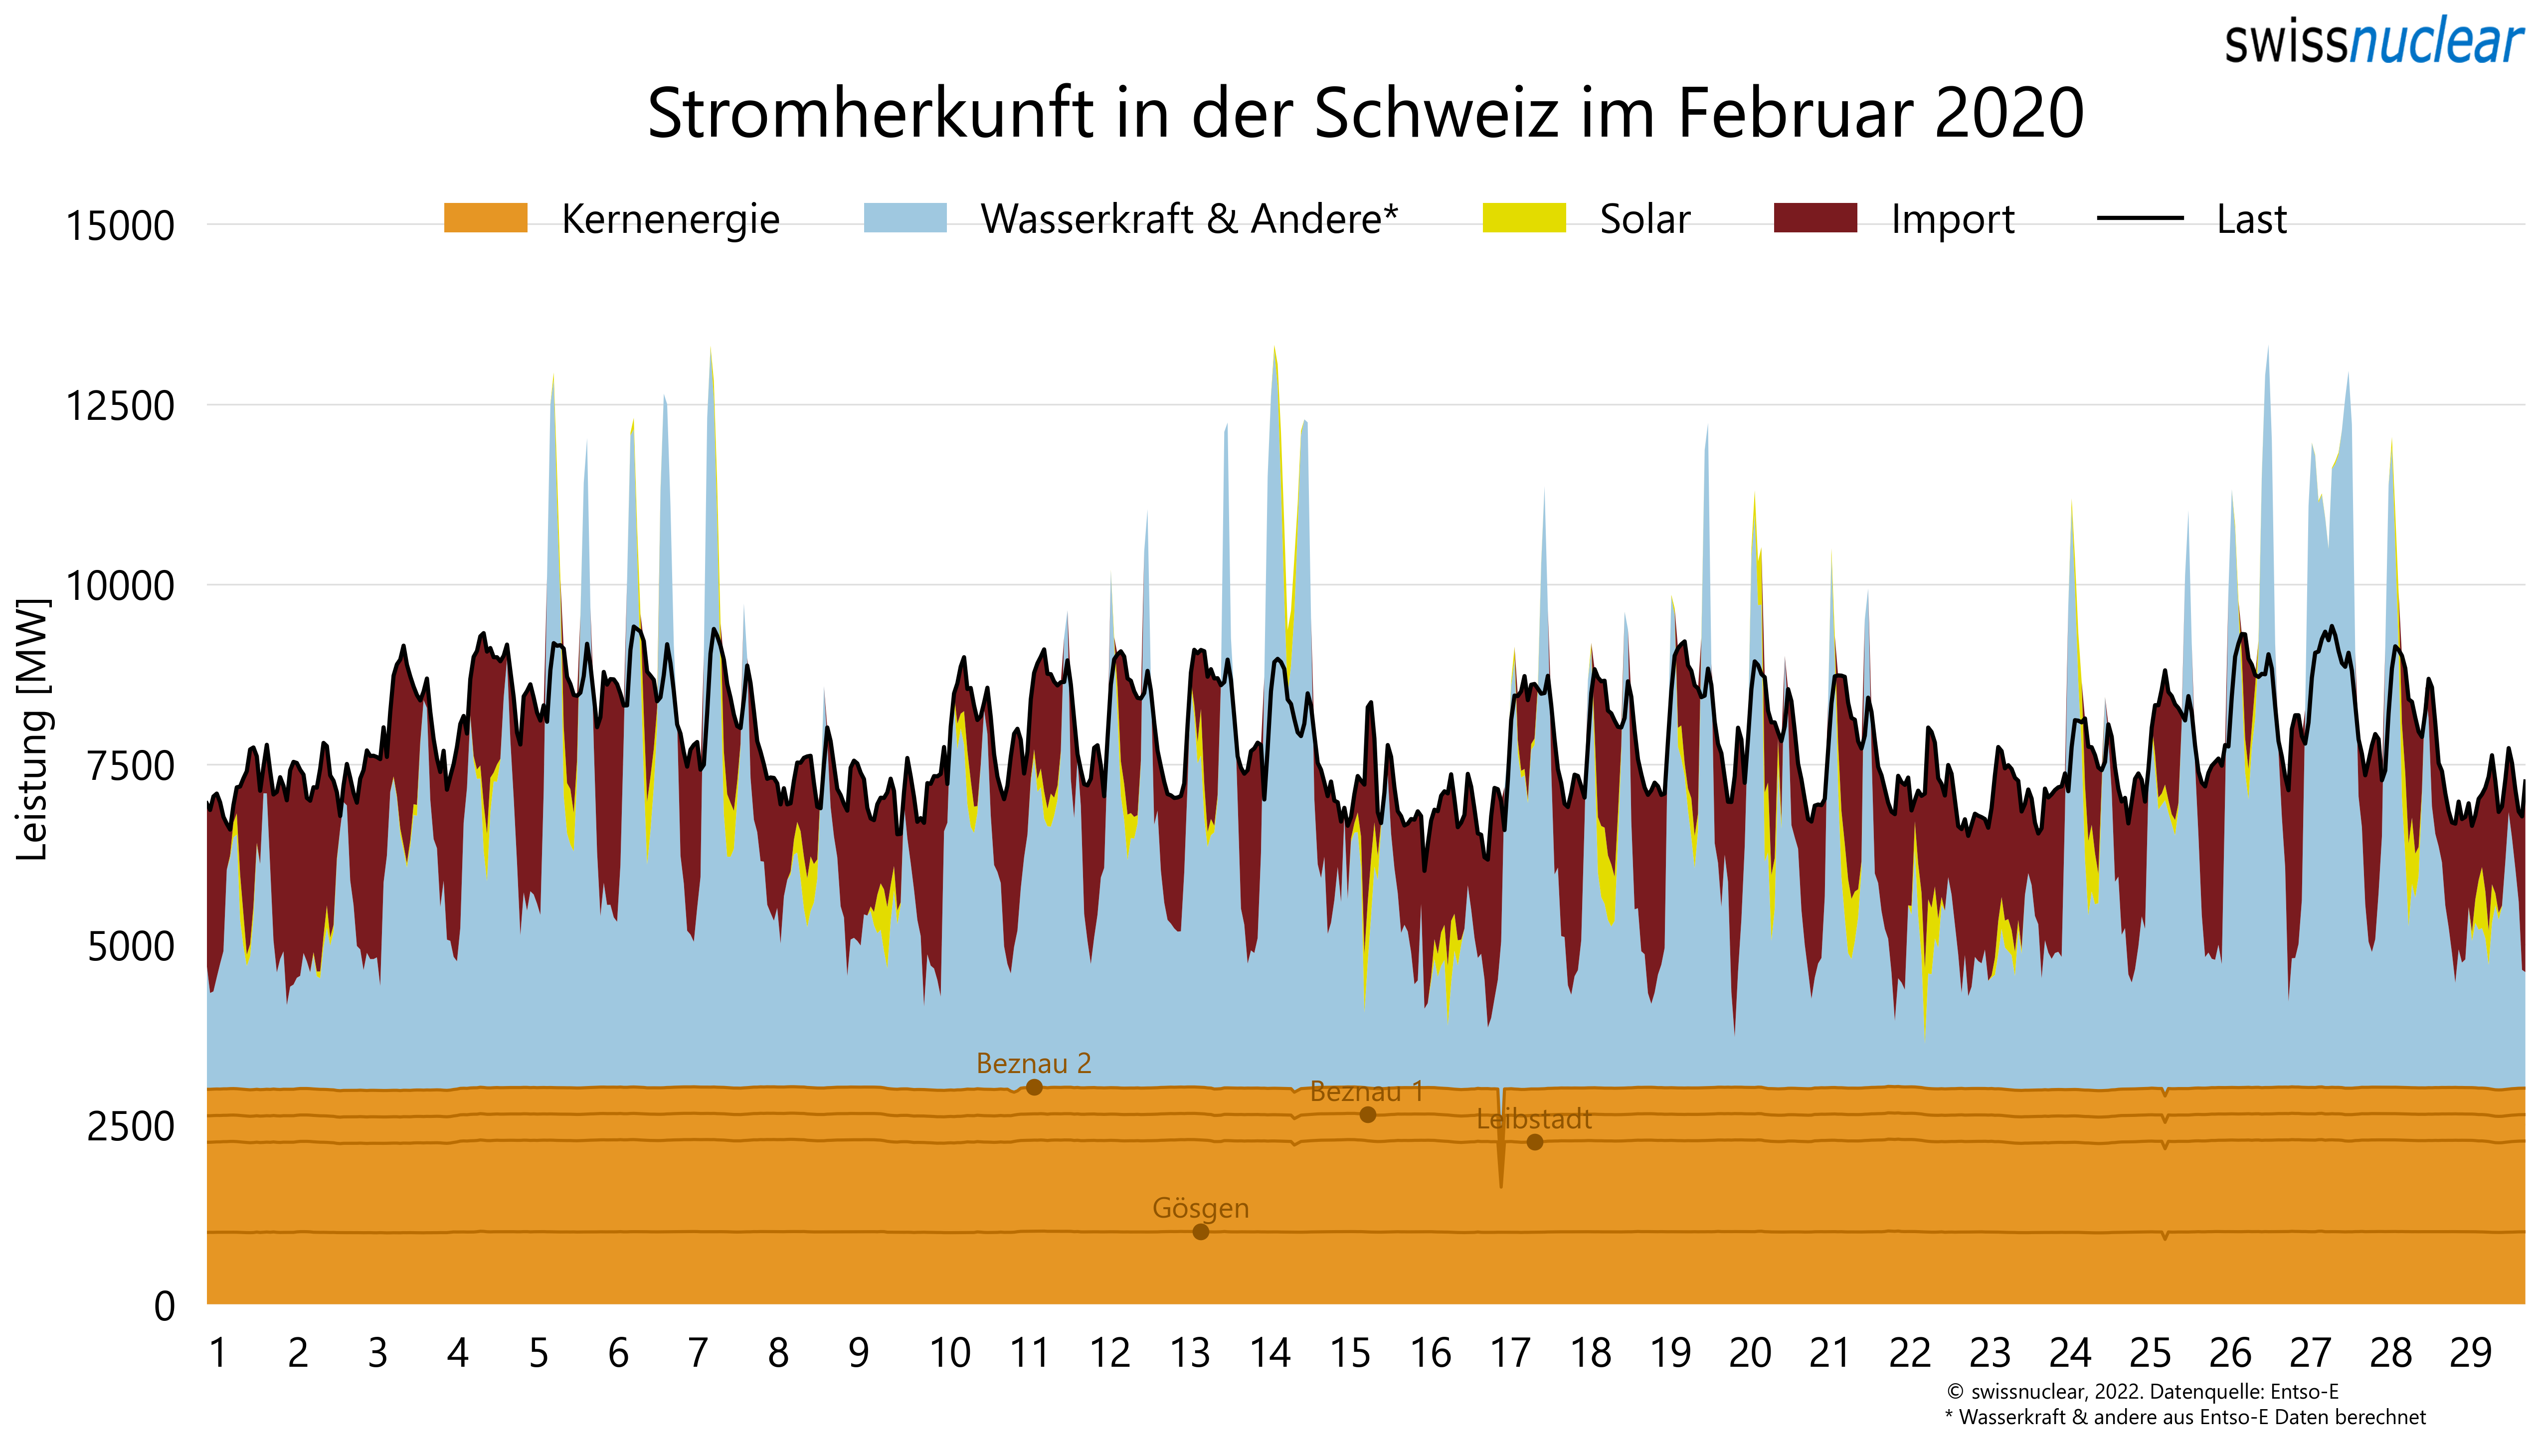 swissnuclear
Stromherkunft in der Schweiz im Februar 2020
Kernenergie Wasserkraft & Andere* Solar Import Last
Leistung [MW]
15000
12500
10000
7500
5000
2500
0
Beznau 2
Beznau 1
Leibstadt
Gösgen
1 2 3 4 5 6 7 8 9 10 11 12 13 14 15 16 17 18 19 20 21 22 23 24 25 26 27 28 29
© swissnuclear, 2022. Datenquelle: Entso-E
* Wasserkraft & andere aus Entso-E Daten berechnet